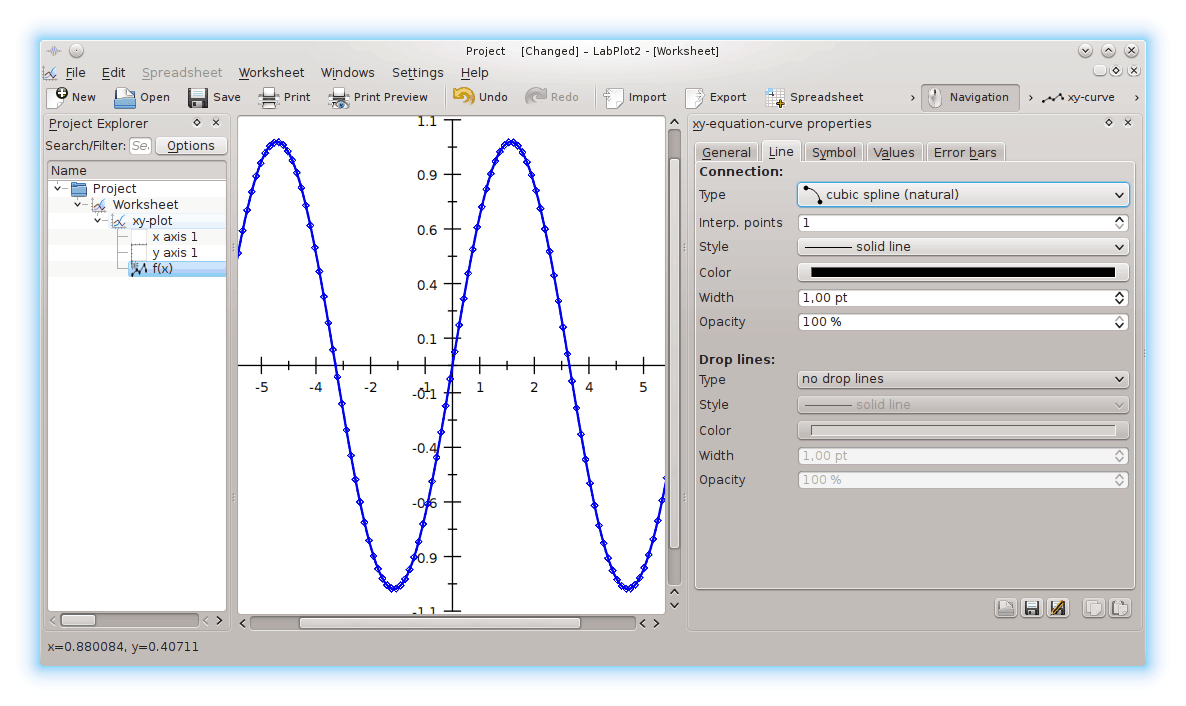 Project [Changed] – LabPlot2 - [Worksheet]
File Edit Spreadsheet Worksheet Windows Settings Help
New Open Save Print Print Preview Undo Redo Import Export Spreadsheet Navigation xy-curve
Project Explorer
Search/Filter: Se Options
Name
Project
Worksheet
xy-plot
x axis 1
y axis 1
f(x)
1.1
0.9
0.6
0.4
0.1
-5 -4 -2 -1 1 2 4 5
-0.1
-0.4
-0.6
-0.9
-1.1
xy-equation-curve properties
General Line Symbol Values Error bars
Connection:
Type cubic spline (natural)
Interp. points 1
Style solid line
Color
Width 1,00 pt
Opacity 100 %
Drop lines:
Type no drop lines
Style solid line
Color
Width 1,00 pt
Opacity 100 %
x=0.880084, y=0.40711